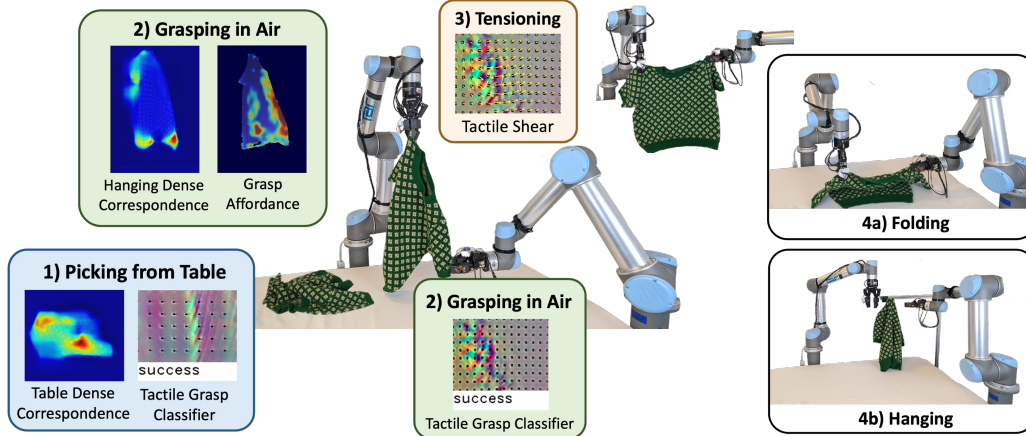 2) Grasping in Air
Hanging Dense
Correspondence
Grasp
Affordance
3) Tensioning
Tactile Shear
4a) Folding
1) Picking from Table
success
Table Dense
Correspondence
Tactile Grasp
Classifier
2) Grasping in Air
success
Tactile Grasp Classifier
4b) Hanging